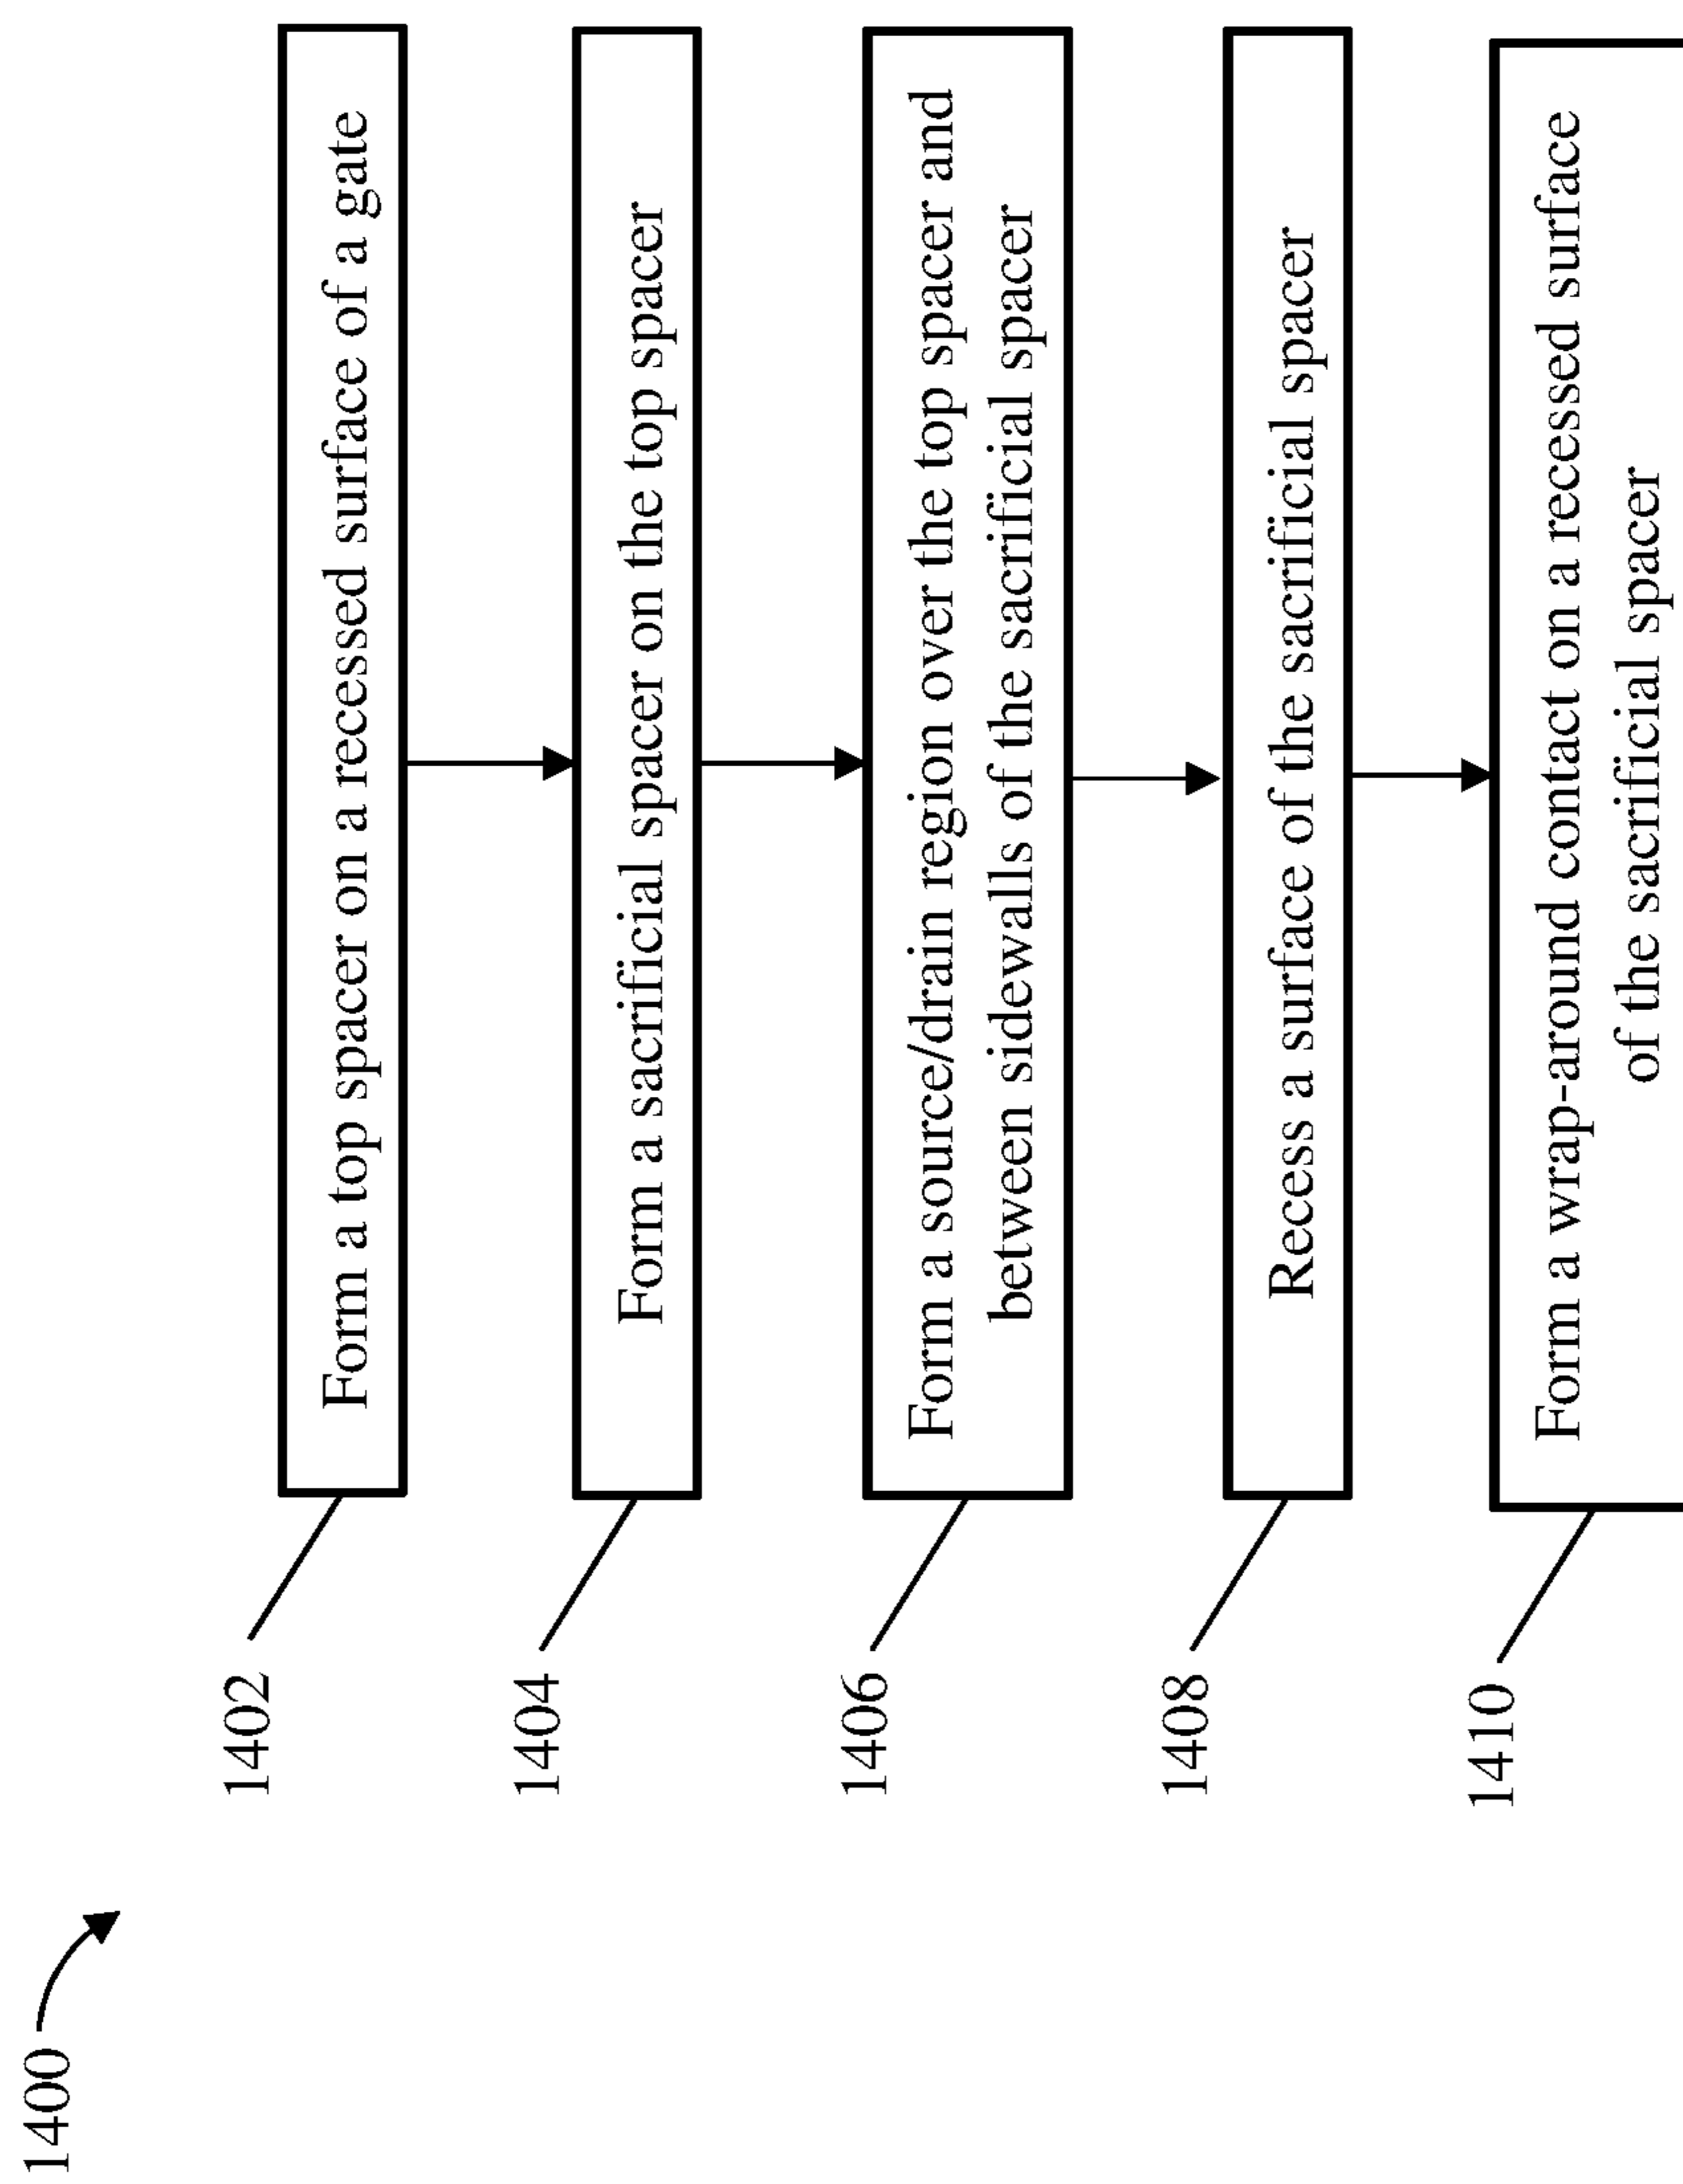 1400
1402
Form a top spacer on a recessed surface of a gate
1404
Form a sacrificial spacer on the top spacer
1406
Form a source/drain region over the top spacer and
between sidewalls of the sacrificial spacer
1408
Recess a surface of the sacrificial spacer
1410
Form a wrap-around contact on a recessed surface
of the sacrificial spacer